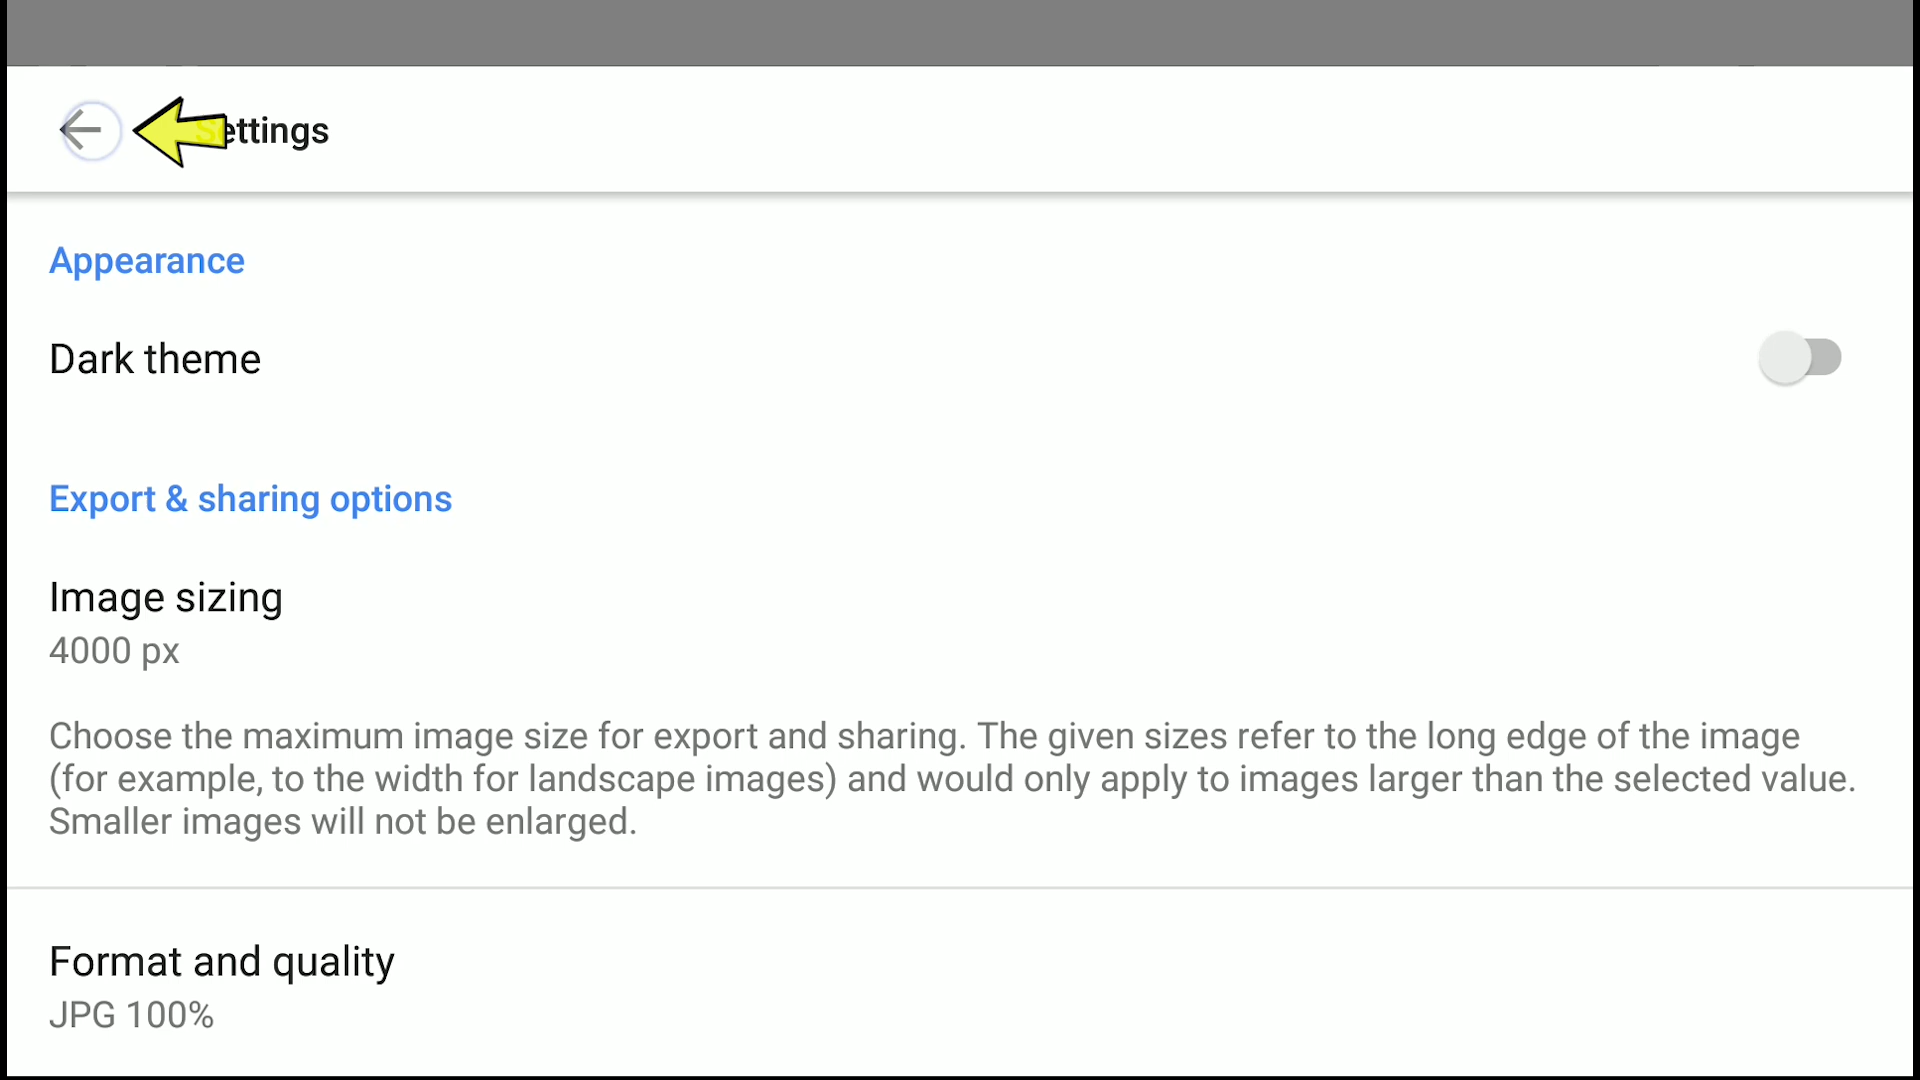 Settings
Appearance
Dark theme
Export & sharing options
Image sizing
4000 px
Choose the maximum image size for export and sharing. The given sizes refer to the long edge of the image
(for example, to the width for landscape images) and would only apply to images larger than the selected value.
Smaller images will not be enlarged.
Format and quality
JPG 100%